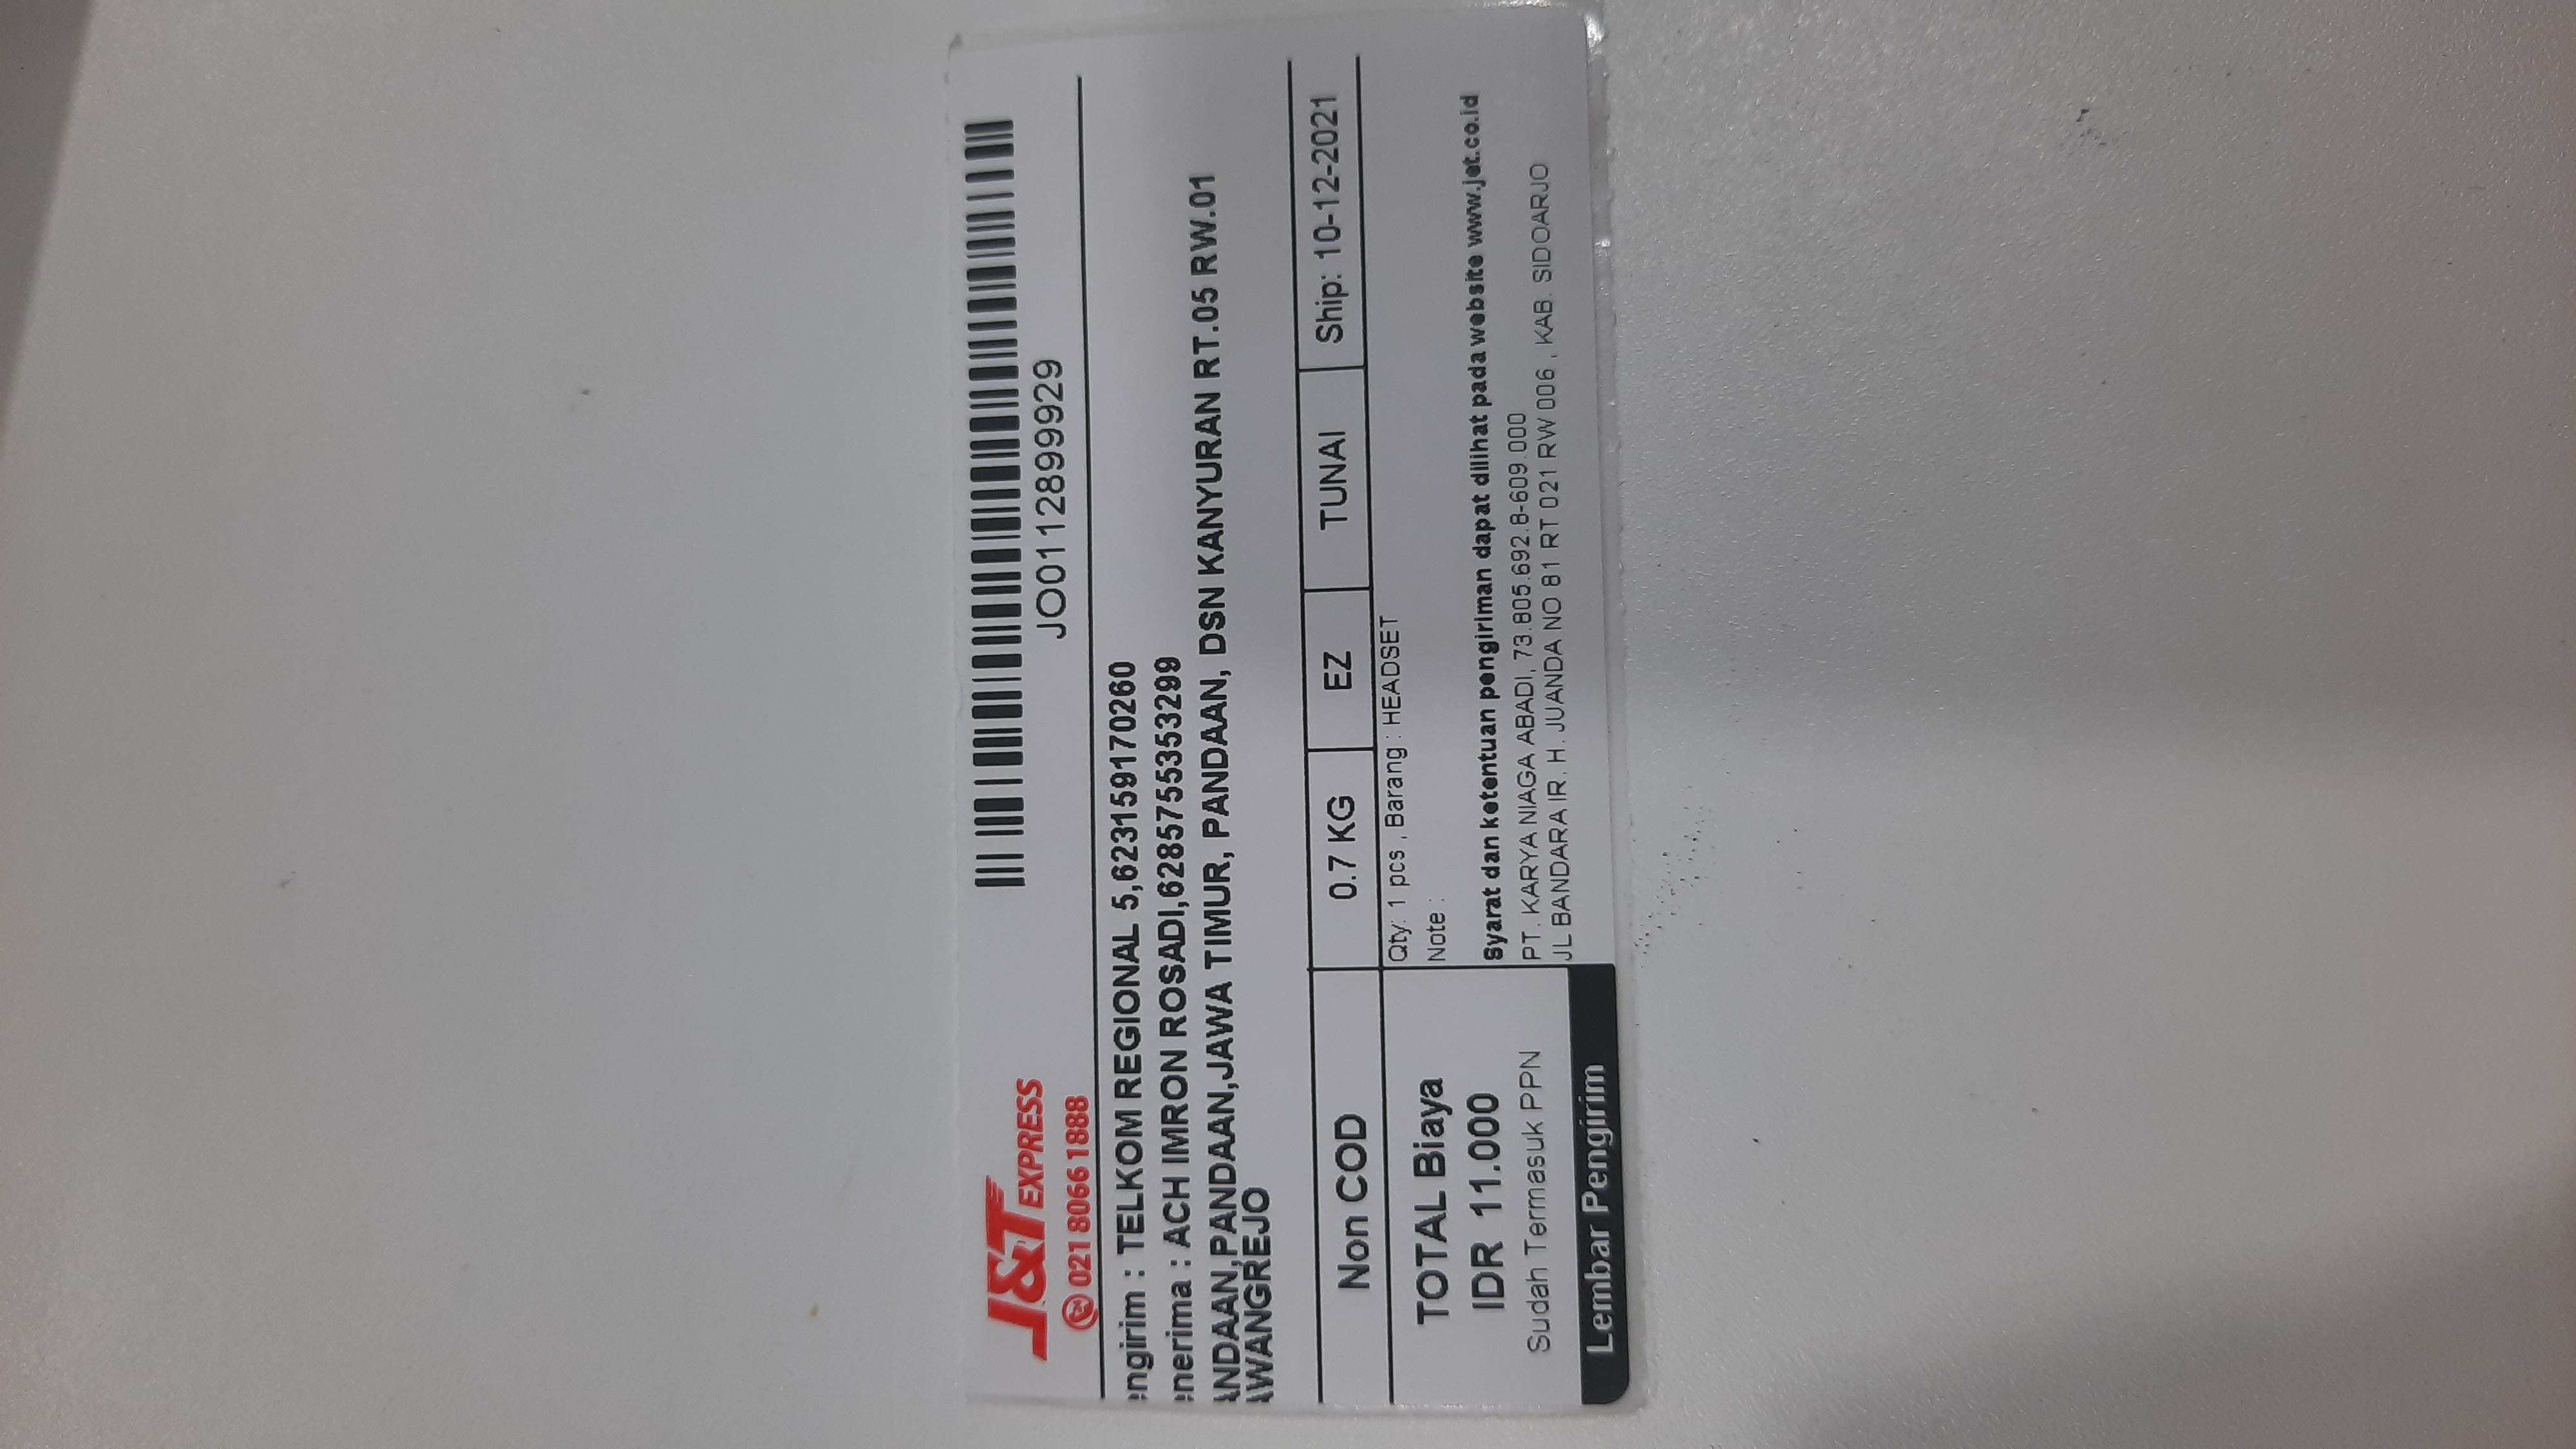 J&T EXPRESS
021 8066 1888
JO0112899929
engirim : TELKOM REGIONAL 5,623159170260
enerima : ACH IMRON ROSADI,6285755353299
ANDAAN,PANDAAN,JAWA TIMUR, PANDAAN, DSN KANYURAN RT.05 RW.01
AWANGREJO
Non COD 0.7 KG EZ TUNAI Ship: 10-12-2021
TOTAL Biaya
IDR 11.000
Sudah Termasuk PPN
Lembar Pengirim
Qty: 1 pcs , Barang : HEADSET
Note :
Syarat dan ketentuan pengiriman dapat dilihat pada website www.jet.co.id
PT. KARYA NIAGA ABADI, 73.805.692.8-609.000
JL BANDARA IR. H. JUANDA NO 81 RT 021 RW 006 , KAB. SIDOARJO